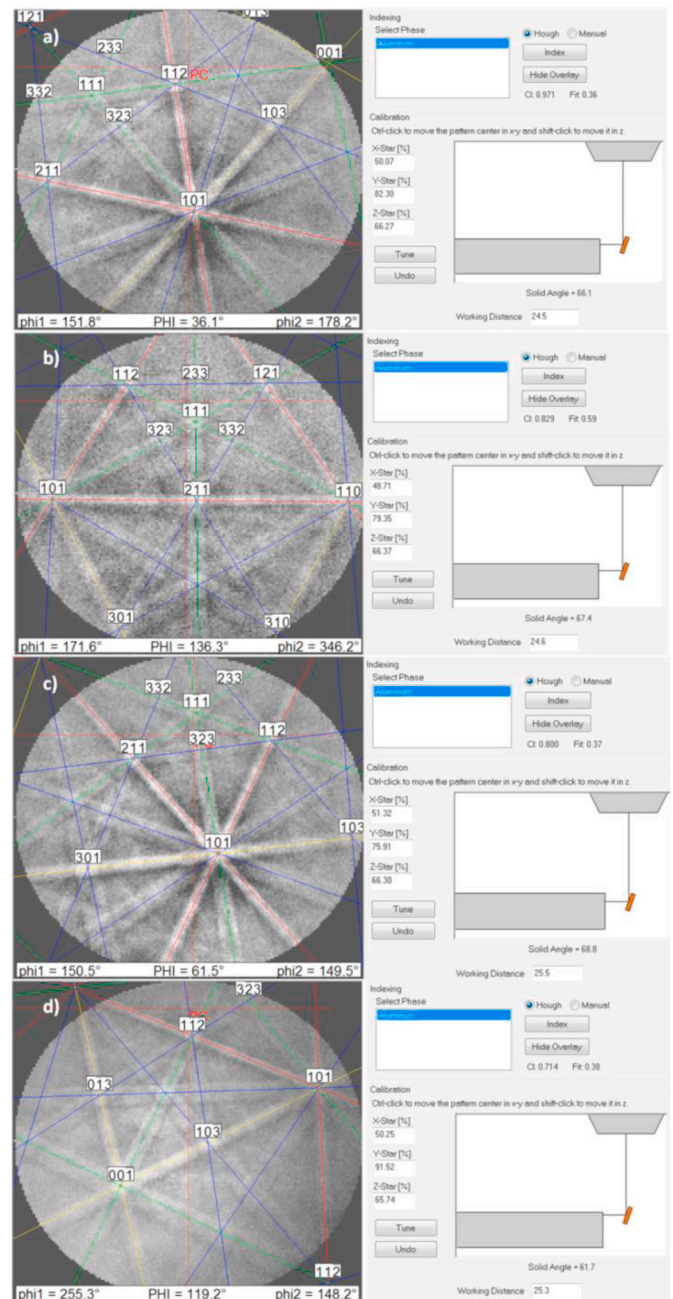 a)
121
013
233
001
112
PC
332
111
323
103
211
101
phi1 = 151.8° PHI = 36.1° phi2 = 178.2°
Indexing
Select Phase
Aluminum
Hough
Manual
Index
Hide Overlay
CI: 0.971 Fit: 0.36
Calibration
Ctrl-click to move the pattern center in x-y and shift-click to move it in z.
X-Star [%]
50.07
Y-Star [%]
82.30
Z-Star [%]
66.27
Tune
Undo
Solid Angle = 66.1
Working Distance 24.5
b)
112
233
121
111
323
332
101
211
110
301
310
phi1 = 171.6° PHI = 136.3° phi2 = 346.2°
Indexing
Select Phase
Aluminum
Hough
Manual
Index
Hide Overlay
CI: 0.829 Fit: 0.59
Calibration
Ctrl-click to move the pattern center in x-y and shift-click to move it in z.
X-Star [%]
48.71
Y-Star [%]
79.35
Z-Star [%]
66.37
Tune
Undo
Solid Angle = 67.4
Working Distance 24.6
c)
332
233
111
323
112
211
103
101
301
phi1 = 150.5° PHI = 61.5° phi2 = 149.5°
Indexing
Select Phase
Aluminum
Hough
Manual
Index
Hide Overlay
CI: 0.800 Fit: 0.37
Calibration
Ctrl-click to move the pattern center in x-y and shift-click to move it in z.
X-Star [%]
51.32
Y-Star [%]
75.91
Z-Star [%]
66.30
Tune
Undo
Solid Angle = 68.8
Working Distance 25.5
d)
323
112
101
013
103
001
112
phi1 = 255.3° PHI = 119.2° phi2 = 148.2°
Indexing
Select Phase
Aluminum
Hough
Manual
Index
Hide Overlay
CI: 0.714 Fit: 0.38
Calibration
Ctrl-click to move the pattern center in x-y and shift-click to move it in z.
X-Star [%]
50.25
Y-Star [%]
91.52
Z-Star [%]
65.74
Tune
Undo
Solid Angle = 61.7
Working Distance 25.3